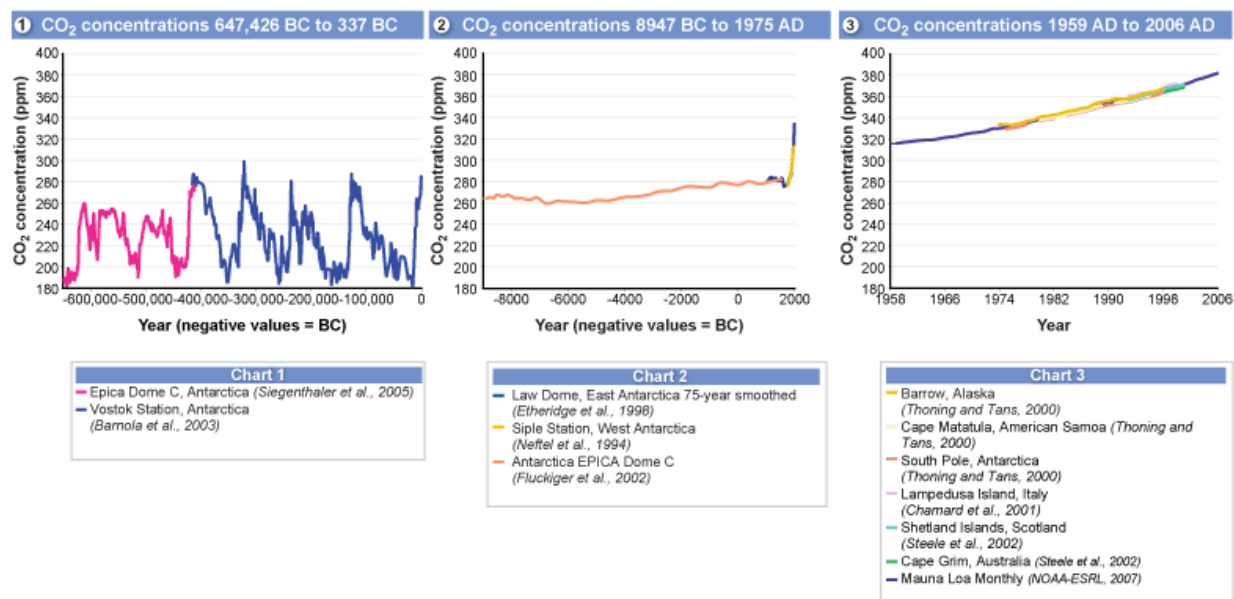 1 CO₂ concentrations 647,426 BC to 337 BC
CO₂ concentration (ppm)
400
380
360
340
320
300
280
260
240
220
200
180
-600,000 -500,000 -400,000 -300,000 -200,000 -100,000 0
Year (negative values = BC)
Chart 1
Epica Dome C, Antarctica (Siegenthaler et al., 2005)
Vostok Station, Antarctica
(Barnola et al., 2003)
2 CO₂ concentrations 8947 BC to 1975 AD
CO₂ concentration (ppm)
400
380
360
340
320
300
280
260
240
220
200
180
-8000 -6000 -4000 -2000 0 2000
Year (negative values = BC)
Chart 2
Law Dome, East Antarctica 75-year smoothed
(Etheridge et al., 1998)
Siple Station, West Antarctica
(Neftel et al., 1994)
Antarctica EPICA Dome C
(Fluckiger et al., 2002)
3 CO₂ concentrations 1959 AD to 2006 AD
CO₂ concentration (ppm)
400
380
360
340
320
300
280
260
240
220
200
180
1958 1966 1974 1982 1990 1998 2006
Year
Chart 3
Barrow, Alaska
(Thoning and Tans, 2000)
Cape Matatula, American Samoa (Thoning and
Tans, 2000)
South Pole, Antarctica
(Thoning and Tans, 2000)
Lampedusa Island, Italy
(Chamard et al., 2001)
Shetland Islands, Scotland
(Steele et al., 2002)
Cape Grim, Australia (Steele et al., 2002)
Mauna Loa Monthly (NOAA-ESRL, 2007)